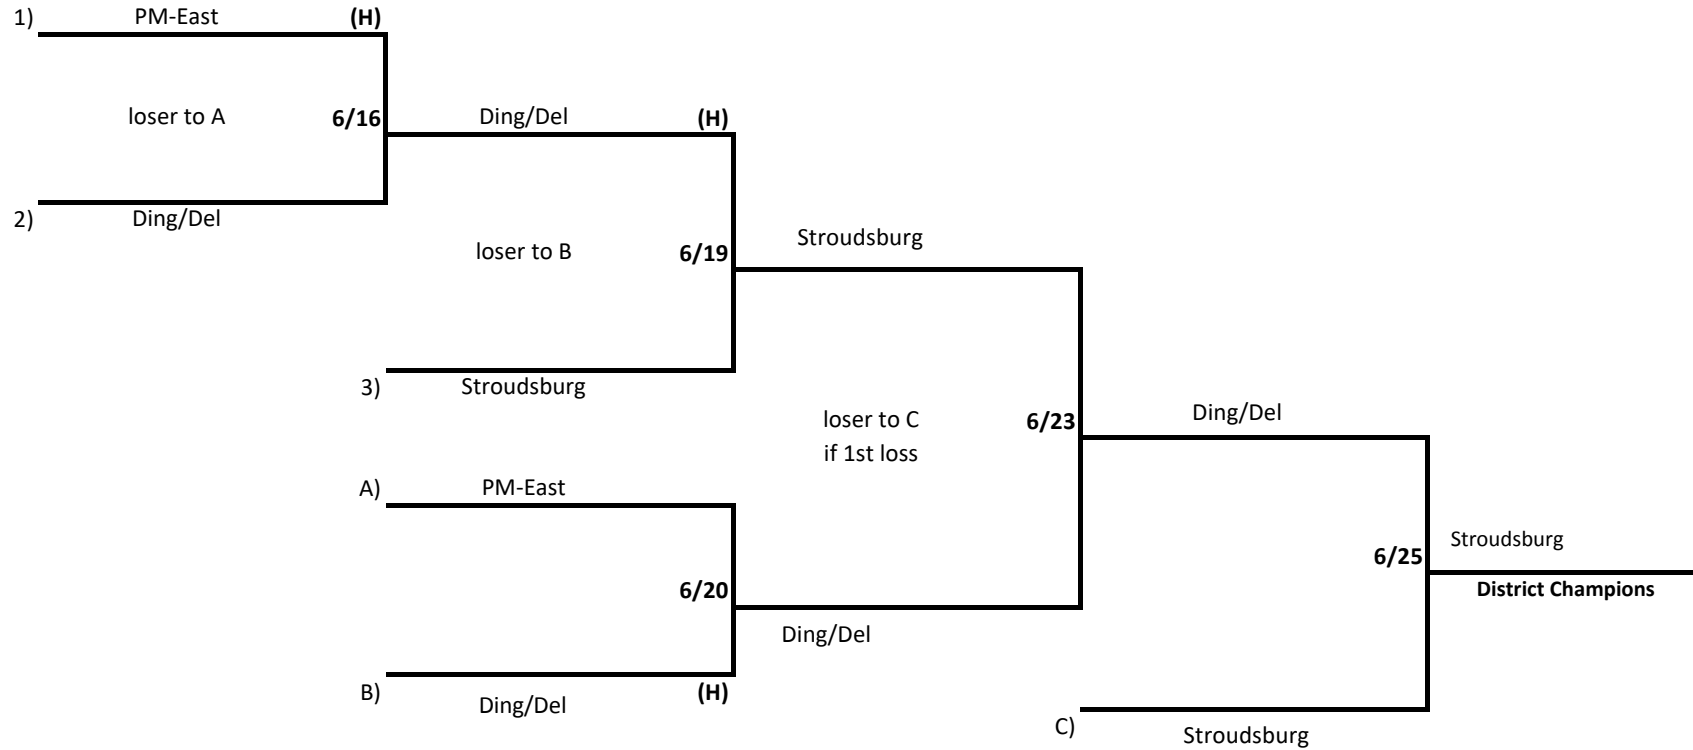 1) PM-East (H)
loser to A 6/16
Ding/Del (H)
2) Ding/Del
loser to B 6/19
Stroudsburg
3) Stroudsburg
loser to C 6/23
if 1st loss
Ding/Del
A) PM-East
6/20
Ding/Del
B) Ding/Del (H)
6/25
Stroudsburg
District Champions
C) Stroudsburg